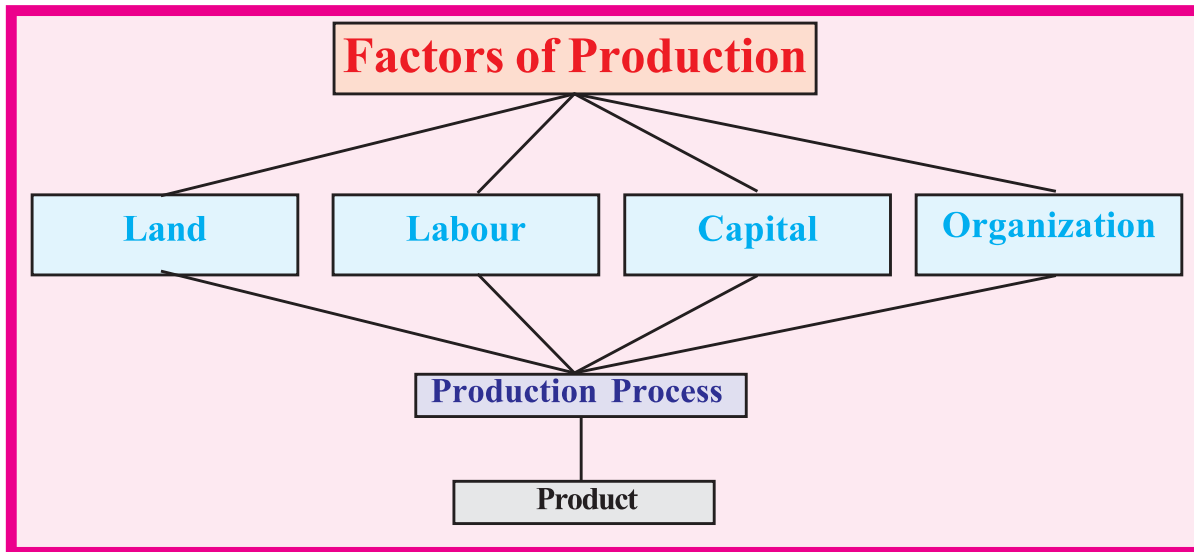 Factors of Production
Land
Labour
Capital
Organization
Production Process
Product